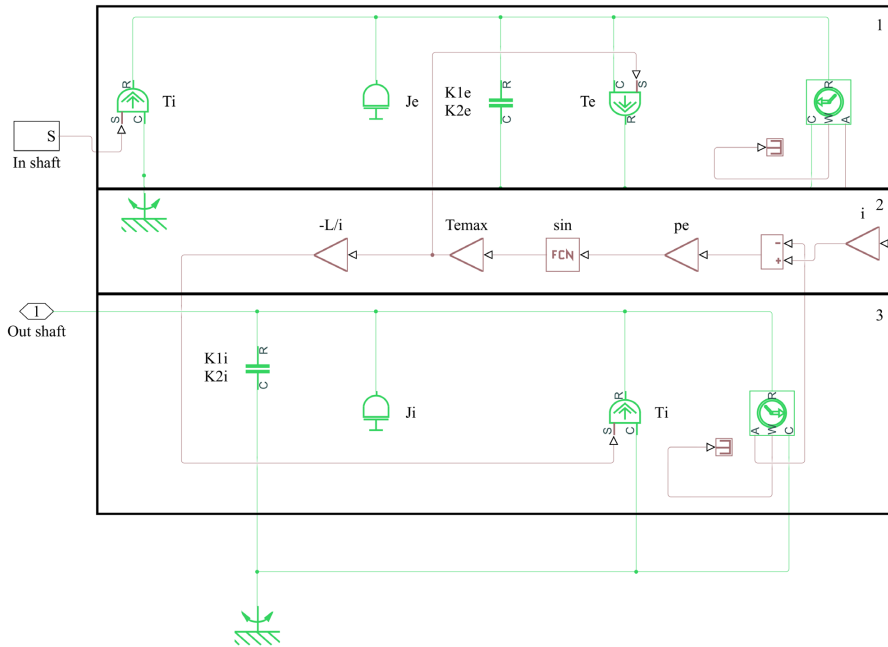 1
R
S
C
Ti
Je
K1e
K2e
R
C
Te
C
S
R
R
C
W
A
S
In shaft
2
-L/i
Temax
sin
FCN
pe
-
+
i
1
Out shaft
3
K1i
K2i
R
C
Ji
Ti
R
S
C
R
A
W
C